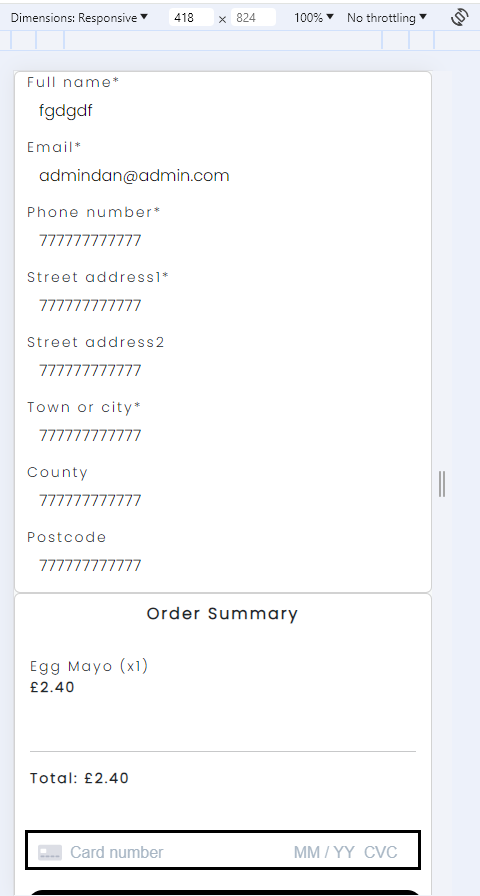 Dimensions: Responsive ▼ 418 × 824 100% ▼ No throttling ▼
Full name*
fgdgdf
Email*
admindan@admin.com
Phone number*
777777777777
Street address1*
777777777777
Street address2
777777777777
Town or city*
777777777777
County
777777777777
Postcode
777777777777
Order Summary
Egg Mayo (x1)
£2.40
Total: £2.40
Card number MM / YY CVC